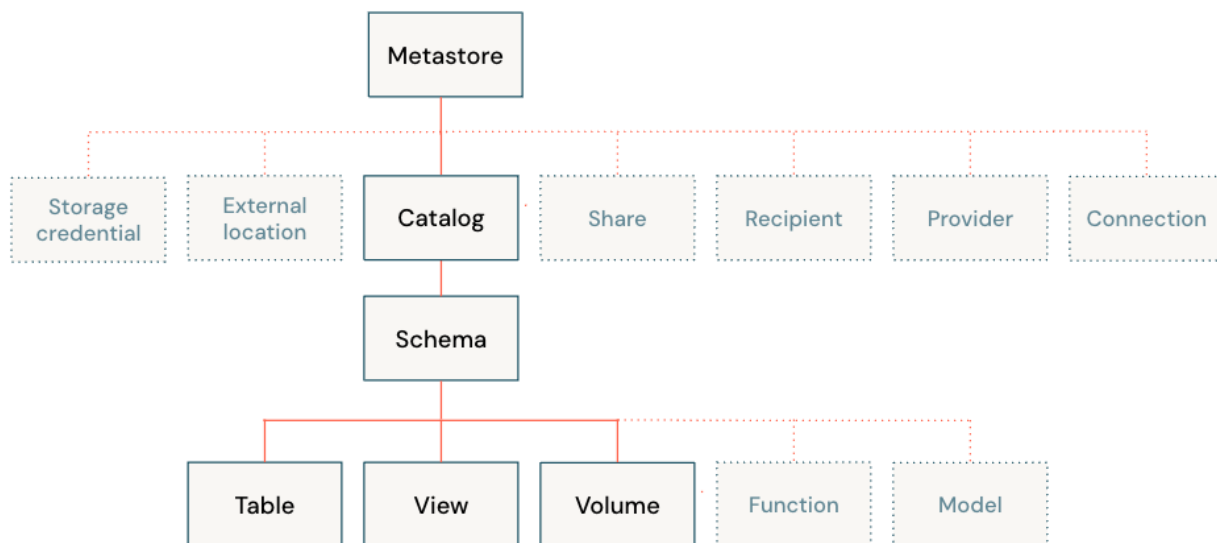 Metastore
Storage
credential
External
location
Catalog
Share
Recipient
Provider
Connection
Schema
Table
View
Volume
Function
Model